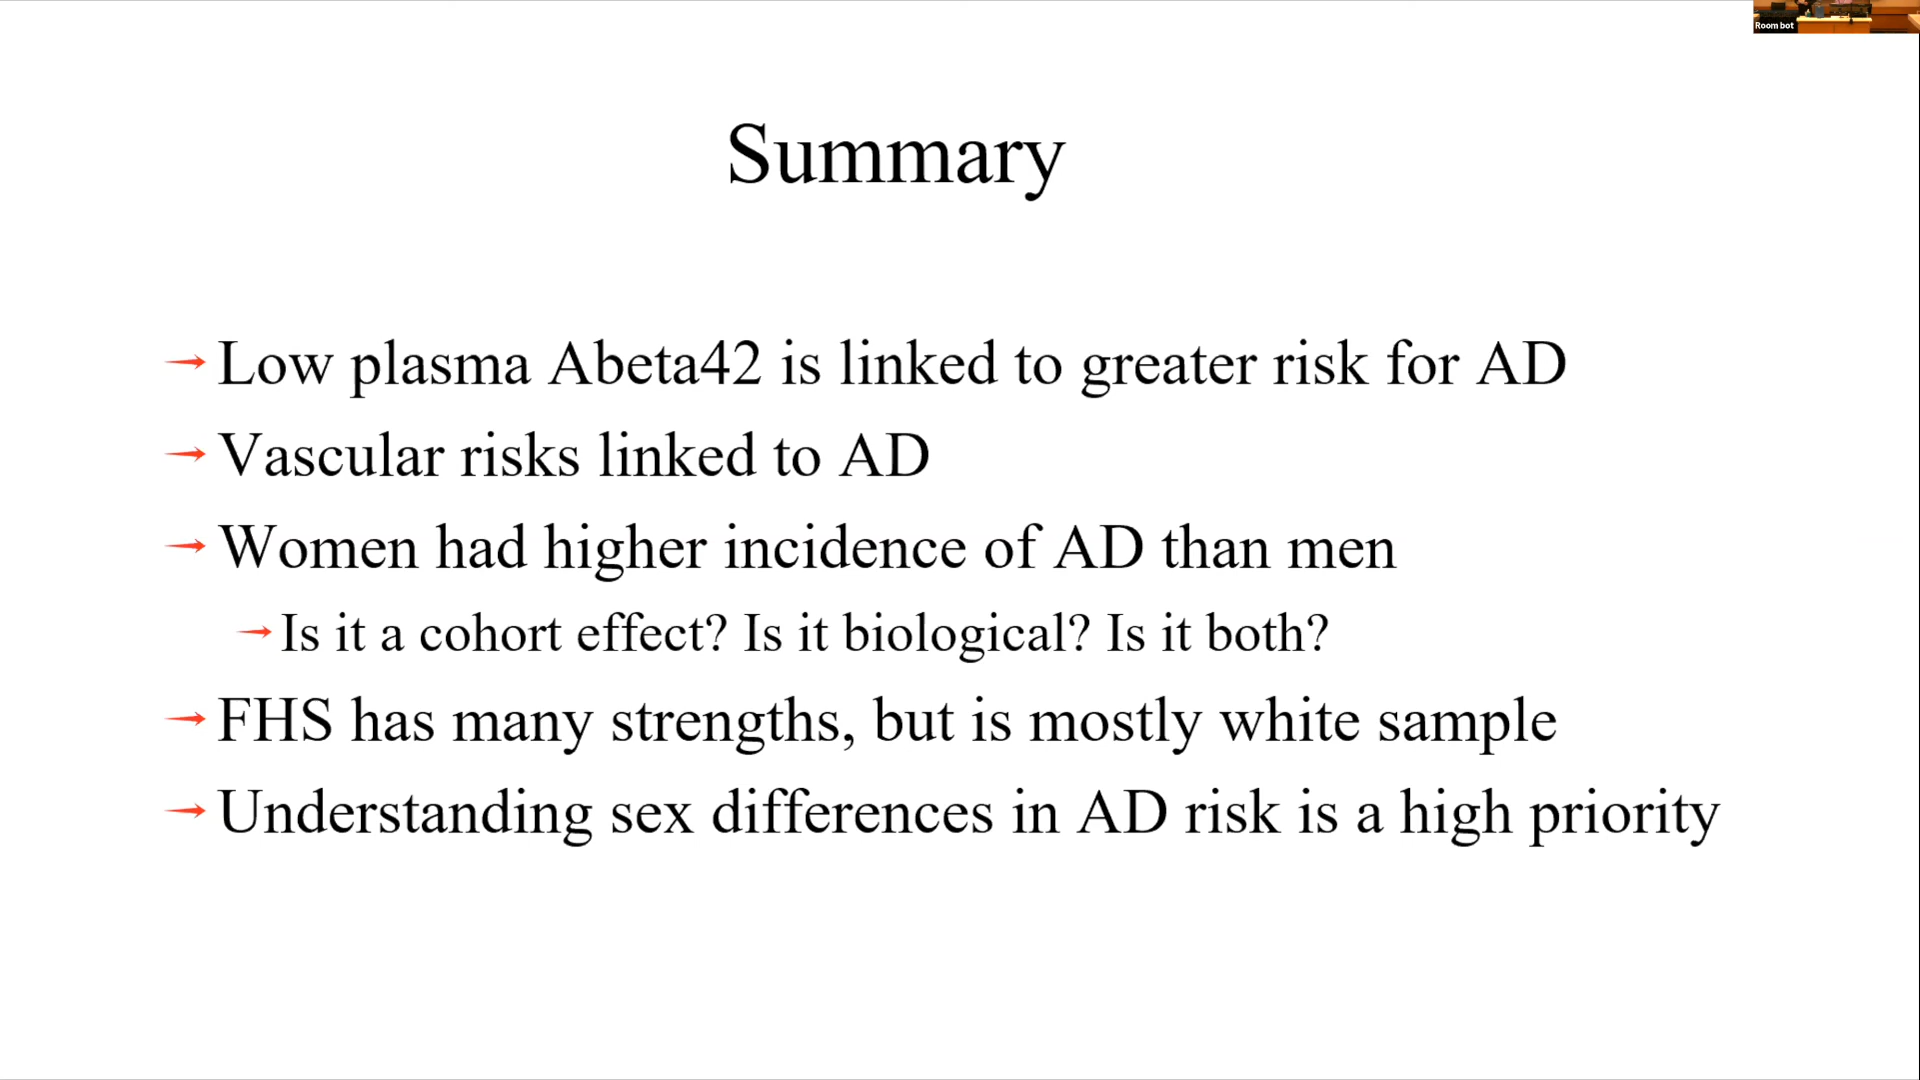 Room bot
Summary
→ Low plasma Abeta42 is linked to greater risk for AD
→ Vascular risks linked to AD
→ Women had higher incidence of AD than men
→ Is it a cohort effect? Is it biological? Is it both?
→ FHS has many strengths, but is mostly white sample
→ Understanding sex differences in AD risk is a high priority